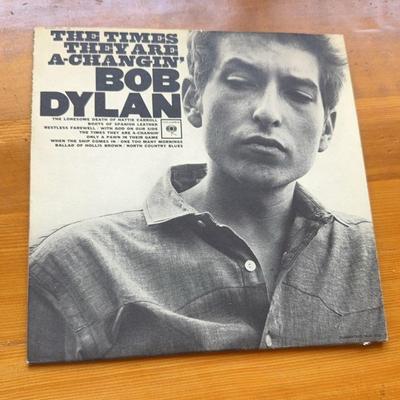 THE TIMES
THEY ARE
A-CHANGIN'
BOB
DYLAN
THE LONESOME DEATH OF HATTIE CARROLL
BOOTS OF SPANISH LEATHER
RESTLESS FAREWELL / WITH GOD ON OUR SIDE
THE TIMES THEY ARE A-CHANGIN'
ONLY A PAWN IN THEIR GAME
WHEN THE SHIP COMES IN / ONE TOO MANY MORNINGS
BALLAD OF HOLLIS BROWN / NORTH COUNTRY BLUES